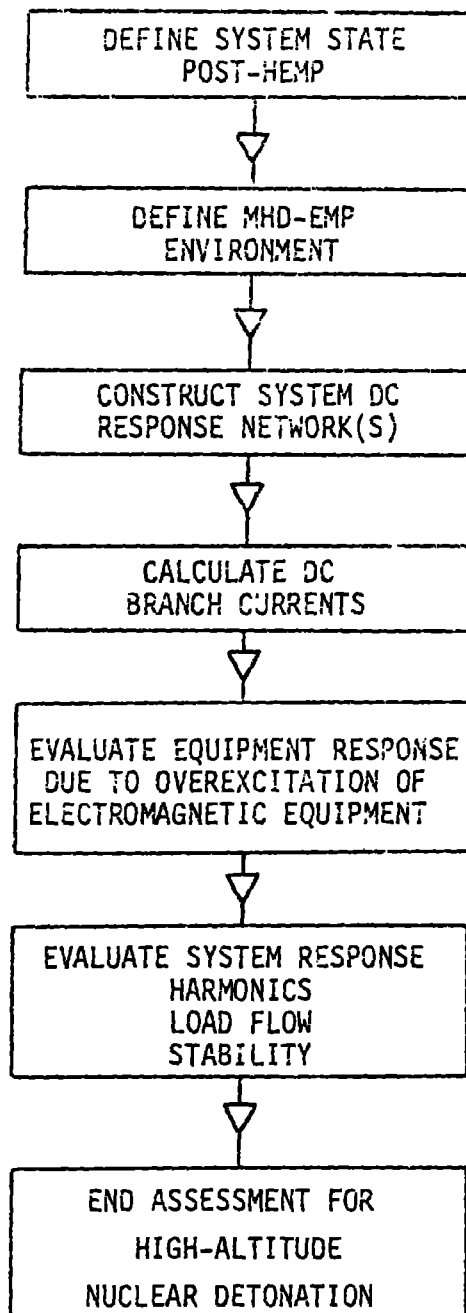 DEFINE SYSTEM STATE
POST-HEMP
DEFINE MHD-EMP
ENVIRONMENT
CONSTRUCT SYSTEM DC
RESPONSE NETWORK(S)
CALCULATE DC
BRANCH CURRENTS
EVALUATE EQUIPMENT RESPONSE
DUE TO OVEREXCITATION OF
ELECTROMAGNETIC EQUIPMENT
EVALUATE SYSTEM RESPONSE
HARMONICS
LOAD FLOW
STABILITY
END ASSESSMENT FOR
HIGH-ALTITUDE
NUCLEAR DETONATION